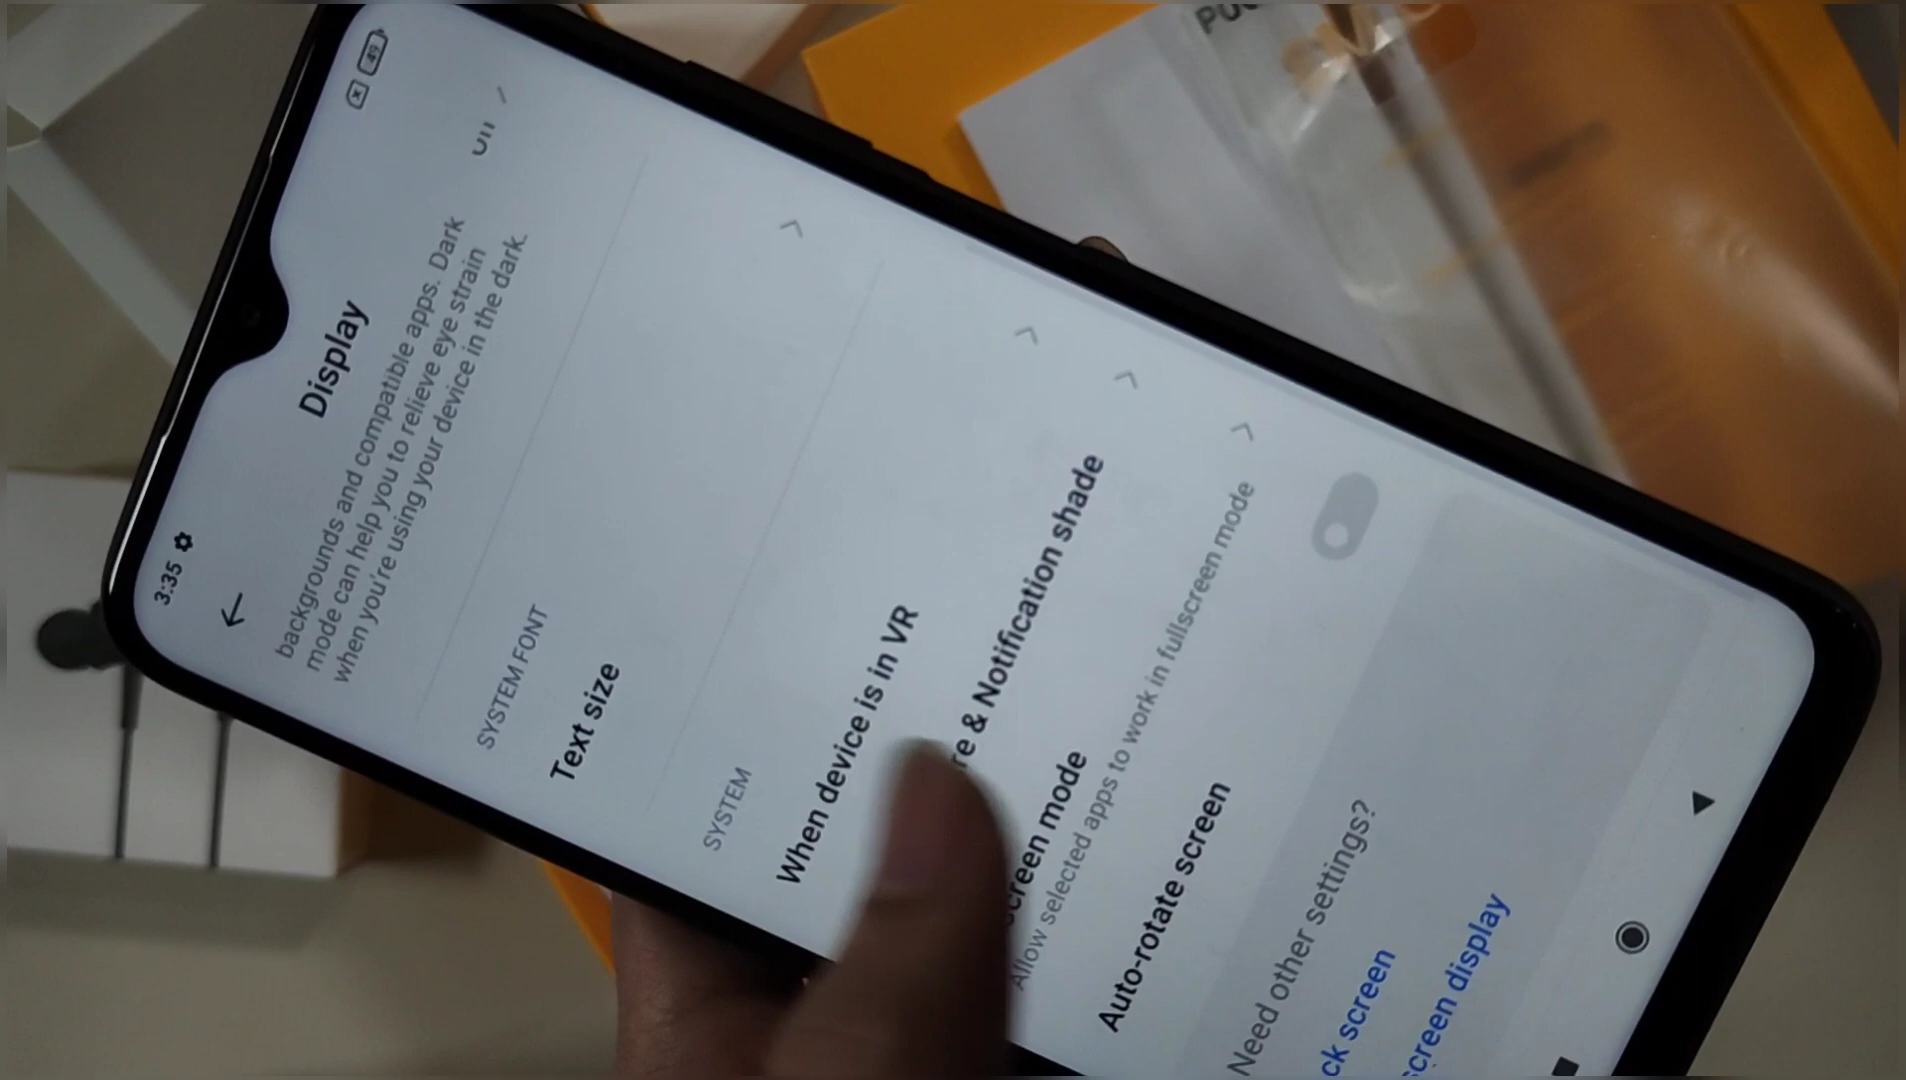 3:35
49
Display
backgrounds and compatible apps. Dark
mode can help you to relieve eye strain
when you're using your device in the dark.
SYSTEM FONT
Text size
SYSTEM
When device is in VR
& Notification shade
mode
Allow selected apps to work in fullscreen mode
Auto-rotate screen
Need other settings?
screen
display